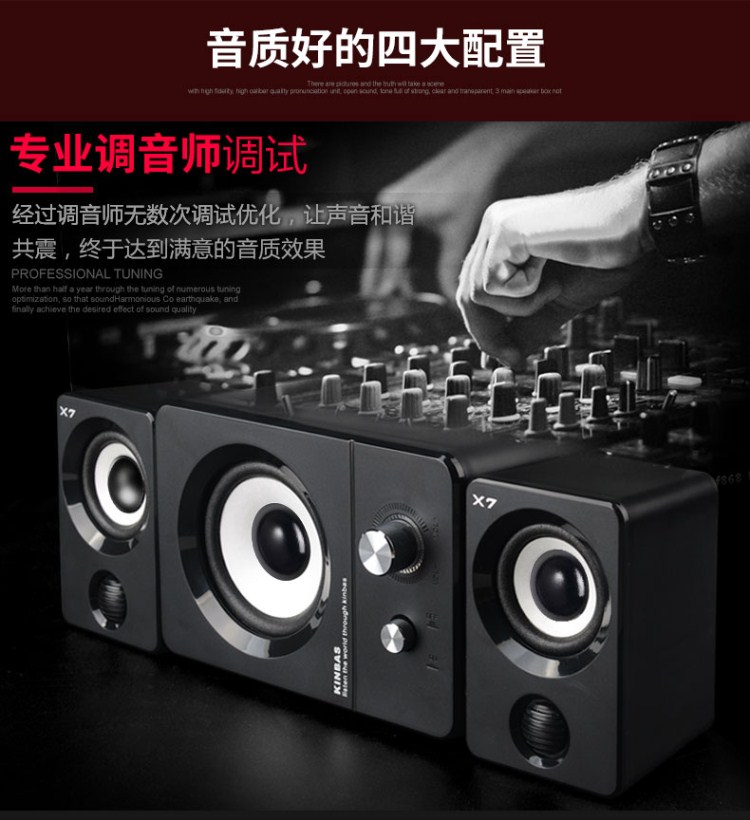 音质好的四大配置
There are pictures and the truth will take a scene
with high fidelity, high caliber quality pronunciation unit, open sound, tone full of strong, clear and transparent, 3 main speaker box not
专业调音师调试
经过调音师无数次调试优化，让声音和谐
共震，终于达到满意的音质效果
PROFESSIONAL TUNING
More than half a year through the tuning of numerous tuning
optimization, so that soundHarmonious Co earthquake, and
finally achieve the desired effect of sound quality
X7
KINBAS
listen the world through kinbas
X7